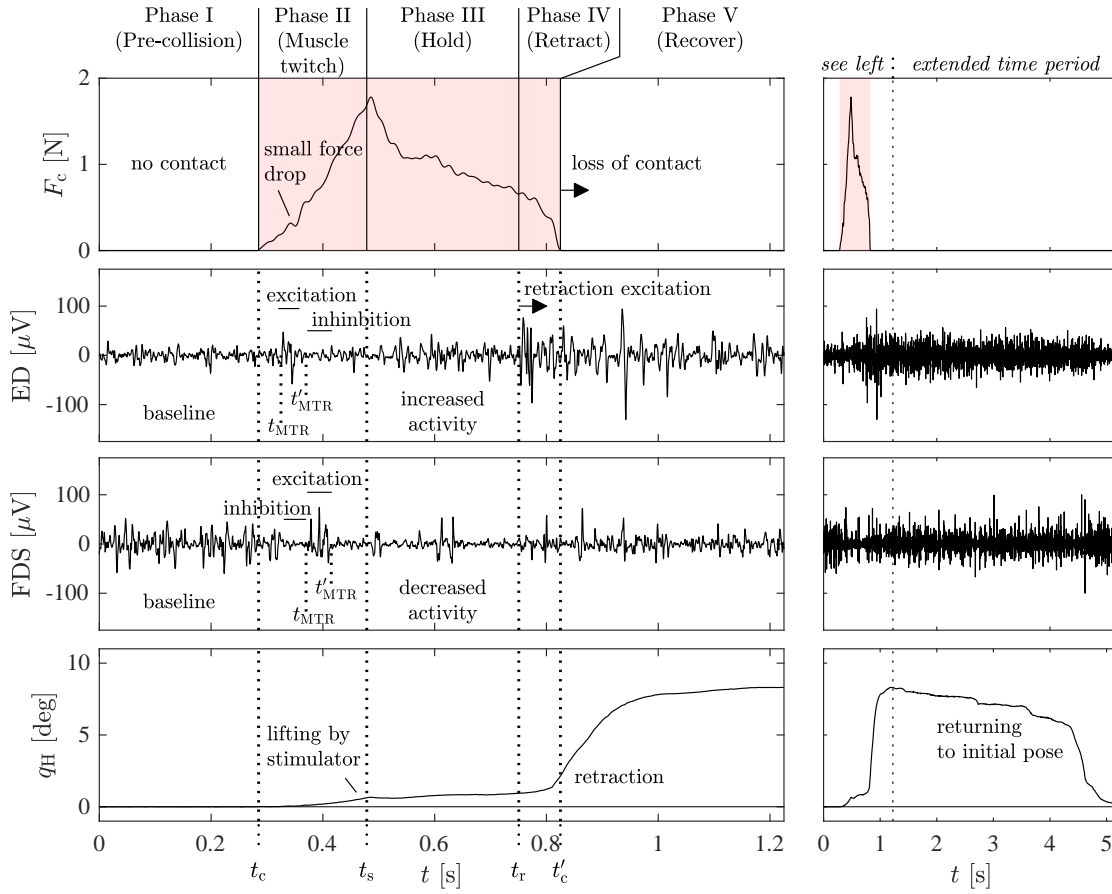 Phase I
(Pre-collision)
Phase II
(Muscle
twitch)
Phase III
(Hold)
Phase IV
(Retract)
Phase V
(Recover)
see left
extended time period
2
1
0
F_c [N]
no contact
small force
drop
loss of contact
100
0
-100
ED [μV]
excitation
inhinbition
retraction excitation
baseline
t'_MTR
t_MTR
increased
activity
100
0
-100
FDS [μV]
excitation
inhibition
baseline
t'_MTR
t_MTR
decreased
activity
10
5
0
q_H [deg]
lifting by
stimulator
retraction
returning
to initial pose
0 0.2 0.4 0.6 0.8 1 1.2
t_c t_s t [s] t_r t'_c
0 1 2 3 4 5
t [s]